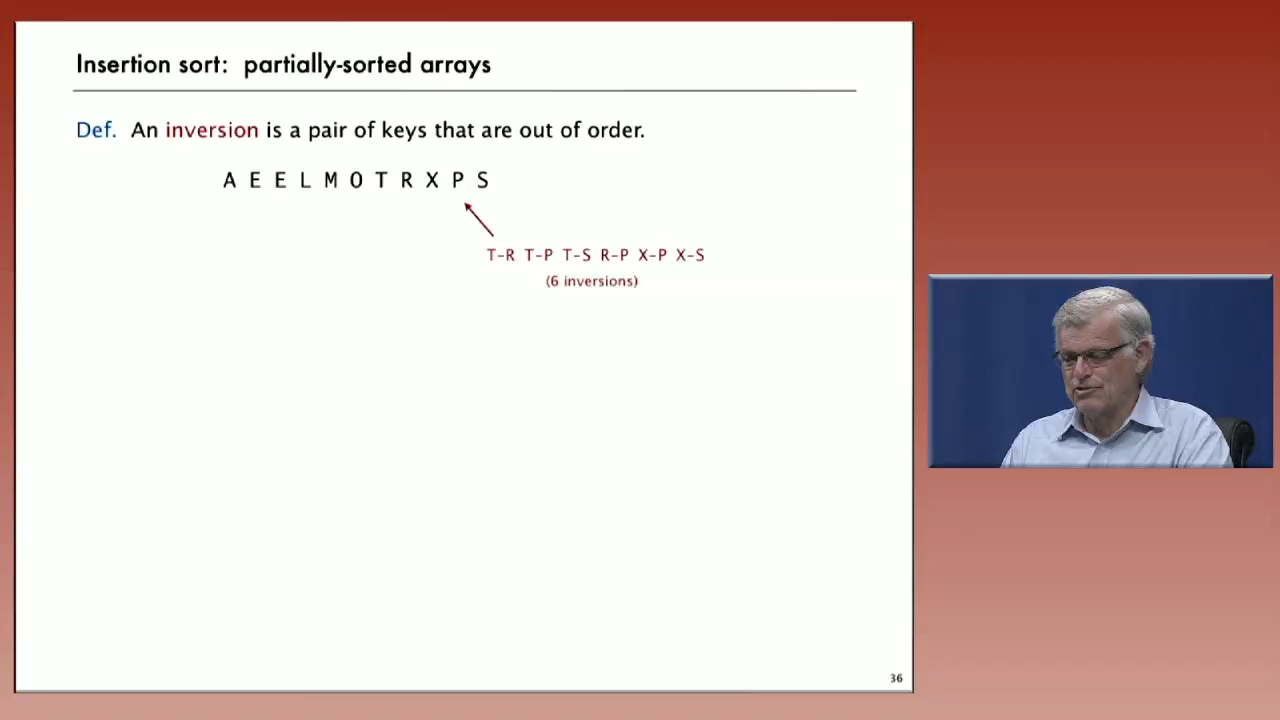 Insertion sort: partially-sorted arrays
Def. An inversion is a pair of keys that are out of order.
A E E L M O T R X P S
T-R T-P T-S R-P X-P X-S
(6 inversions)
36